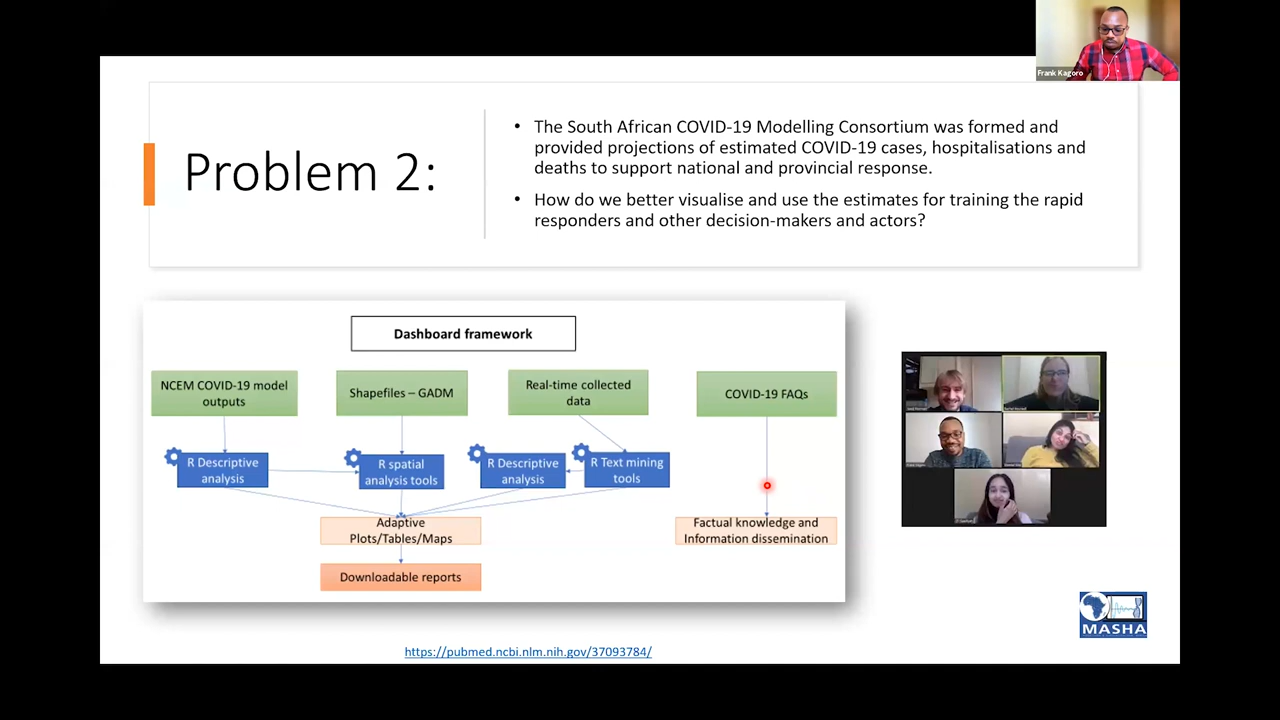 Frank Kagoro
Problem 2:
• The South African COVID-19 Modelling Consortium was formed and
provided projections of estimated COVID-19 cases, hospitalisations and
deaths to support national and provincial response.
• How do we better visualise and use the estimates for training the rapid
responders and other decision-makers and actors?
Dashboard framework
NCEM COVID-19 model
outputs
Shapefiles – GADM
Real-time collected
data
COVID-19 FAQs
R Descriptive
analysis
R spatial
analysis tools
R Descriptive
analysis
R Text mining
tools
Adaptive
Plots/Tables/Maps
Factual knowledge and
Information dissemination
Downloadable reports
MASHA
https://pubmed.ncbi.nlm.nih.gov/37093784/